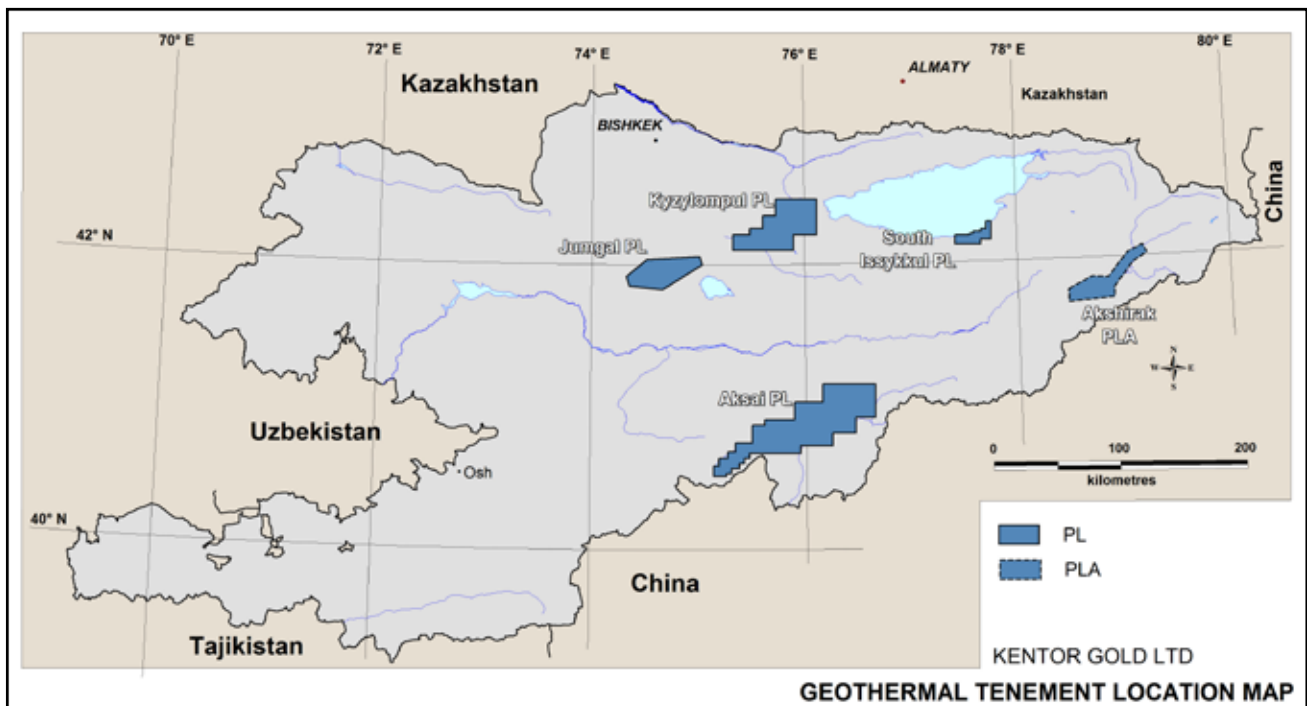 70° E
72° E
74° E
76° E
78° E
80° E
Kazakhstan
ALMATY
Kazakhstan
BISHKEK
China
Kyzylompul PL
42° N
Jumgal PL
South
Issykkul PL
Akshirak
PLA
N
W E
S
Aksai PL
Uzbekistan
Osh
0 100 200
kilometres
40° N
PL
China
PLA
Tajikistan
KENTOR GOLD LTD
GEOTHERMAL TENEMENT LOCATION MAP